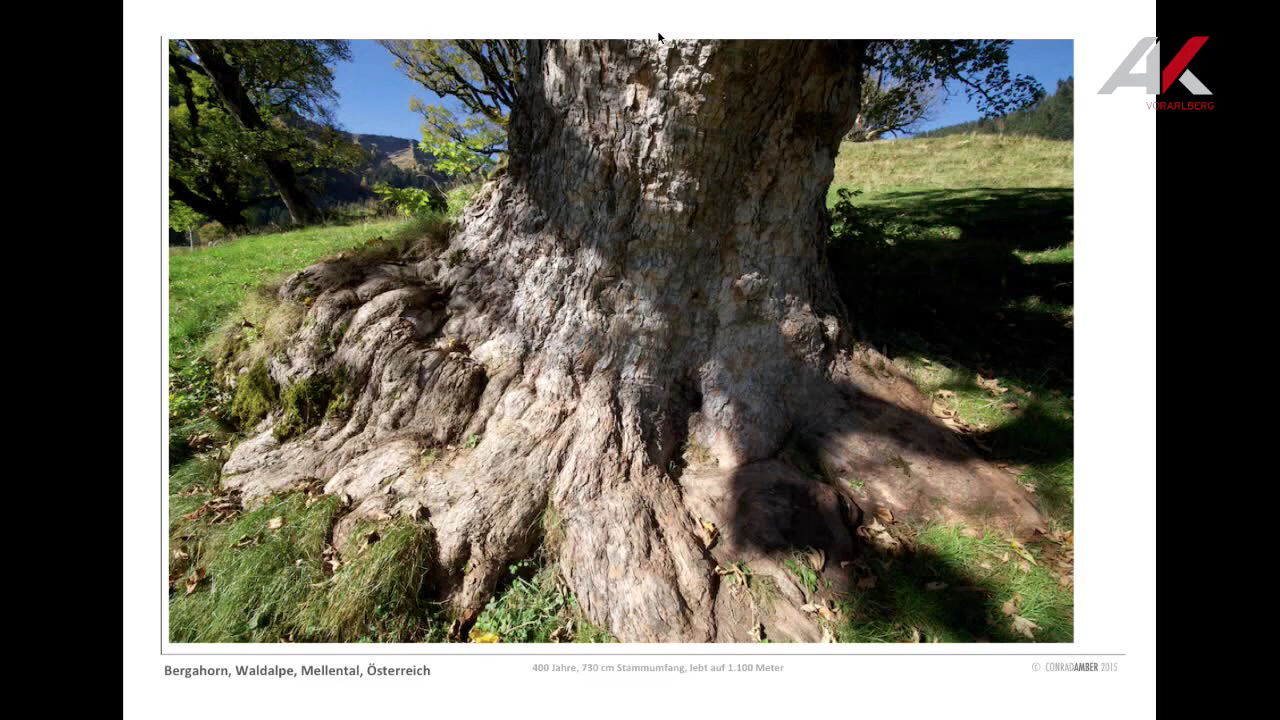 AK
VORARLBERG
Bergahorn, Waldalpe, Mellental, Österreich
400 Jahre, 730 cm Stammumfang, lebt auf 1.100 Meter
© CONRADAMBER 2015